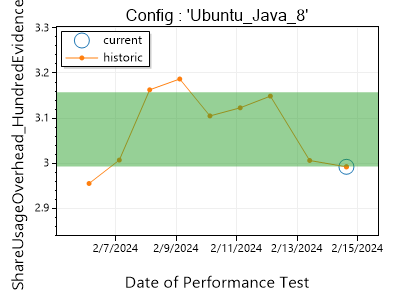 Config : 'Ubuntu_Java_8'
ShareUsageOverhead_HundredEvidence
current
historic
3.3
3.2
3.1
3
2.9
2/7/2024
2/9/2024
2/11/2024
2/13/2024
2/15/2024
Date of Performance Test